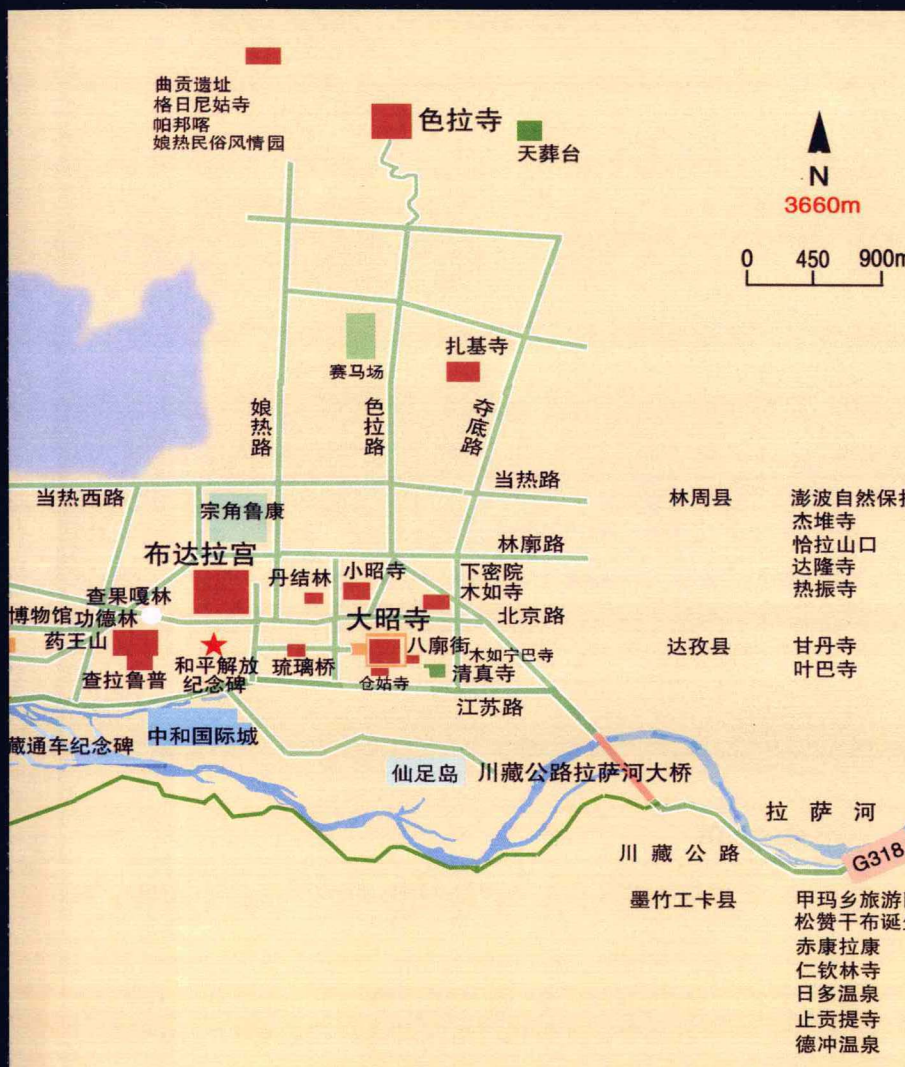 曲贡遗址
格日尼姑寺
帕邦喀
娘热民俗风情园
色拉寺
天葬台
N
3660m
0 450 900m
赛马场
扎基寺
娘热路
色拉路
夺底路
当热西路
当热路
宗角鲁康
林周县
澎波自然保护
杰堆寺
恰拉山口
达隆寺
热振寺
布达拉宫
林廓路
丹结林
小昭寺
下密院
木如寺
查果嘎林
博物馆
功德林
大昭寺
北京路
药王山
八廓街
木如宁巴寺
达孜县
甘丹寺
叶巴寺
查拉鲁普
和平解放
纪念碑
琉璃桥
仓姑寺
清真寺
江苏路
藏通车纪念碑
中和国际城
仙足岛
川藏公路拉萨河大桥
拉萨河
川藏公路
G318
墨竹工卡县
甲玛乡旅游
松赞干布诞
赤康拉康
仁钦林寺
日多温泉
止贡提寺
德冲温泉